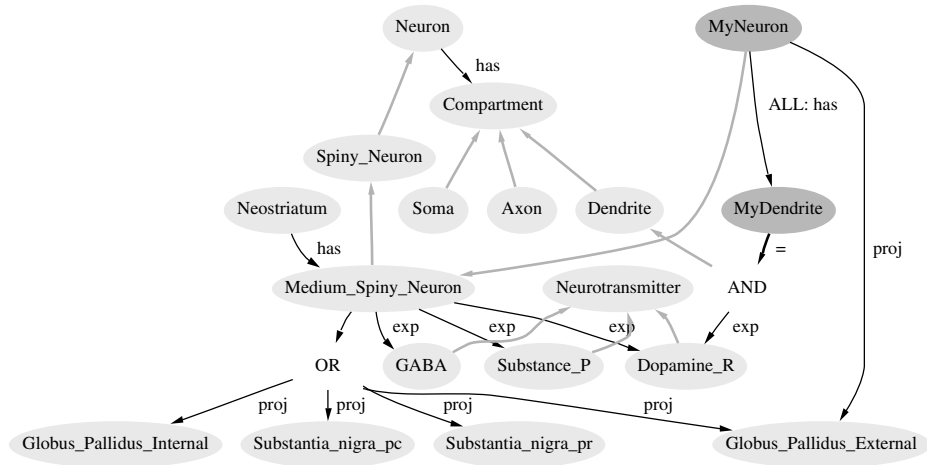 Neuron
MyNeuron
has
Compartment
ALL: has
Spiny_Neuron
Neostriatum
Soma
Axon
Dendrite
MyDendrite
has
=
proj
Medium_Spiny_Neuron
Neurotransmitter
AND
exp
exp
exp
exp
OR
GABA
Substance_P
Dopamine_R
proj
proj
proj
proj
Globus_Pallidus_Internal
Substantia_nigra_pc
Substantia_nigra_pr
Globus_Pallidus_External